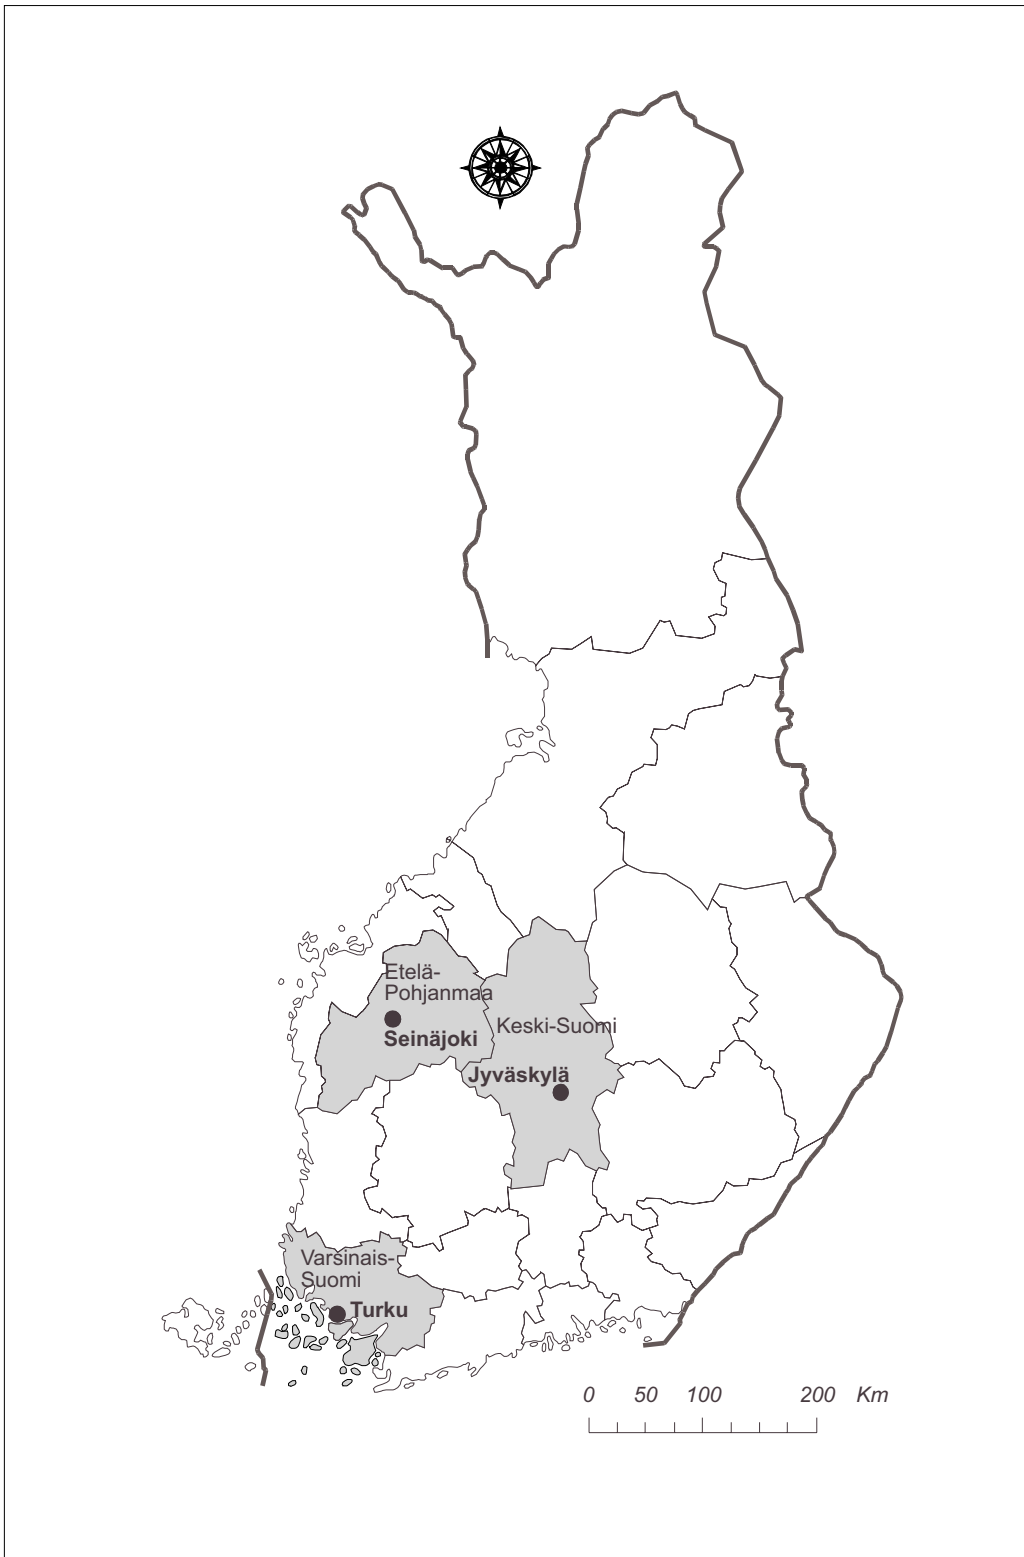 Etelä-
Pohjanmaa
Seinäjoki
Keski-Suomi
Jyväskylä
Varsinais-
Suomi
Turku
0 50 100 200 Km